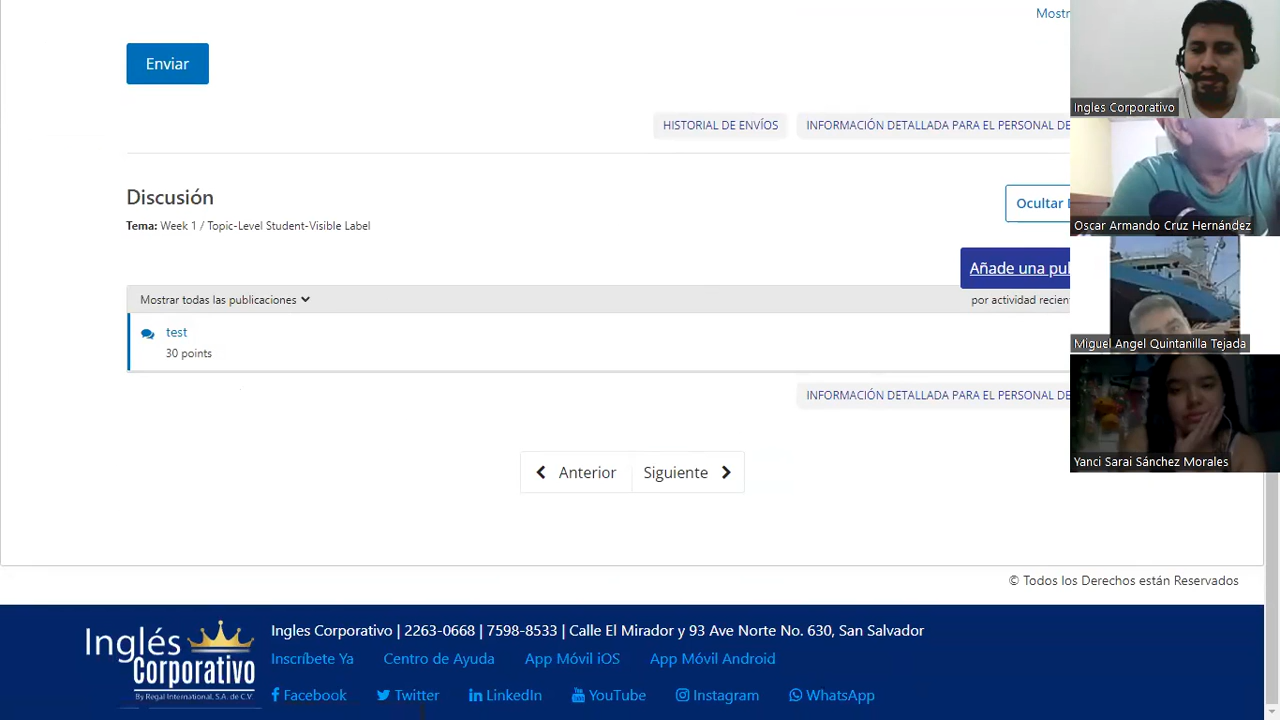 Mostr
Enviar
Ingles Corporativo
HISTORIAL DE ENVÍOS
INFORMACIÓN DETALLADA PARA EL PERSONAL DE
Discusión
Ocultar
Tema: Week 1 / Topic-Level Student-Visible Label
Oscar Armando Cruz Hernández
Añade una pul
Mostrar todas las publicaciones
por actividad recien
test
30 points
Miguel Angel Quintanilla Tejada
INFORMACIÓN DETALLADA PARA EL PERSONAL DE
Yanci Sarai Sánchez Morales
Anterior
Siguiente
© Todos los Derechos están Reservados
Inglés Corporativo
By Regal International, S.A. de C.V.
Ingles Corporativo | 2263-0668 | 7598-8533 | Calle El Mirador y 93 Ave Norte No. 630, San Salvador
Inscríbete Ya Centro de Ayuda App Móvil iOS App Móvil Android
Facebook Twitter LinkedIn YouTube Instagram WhatsApp